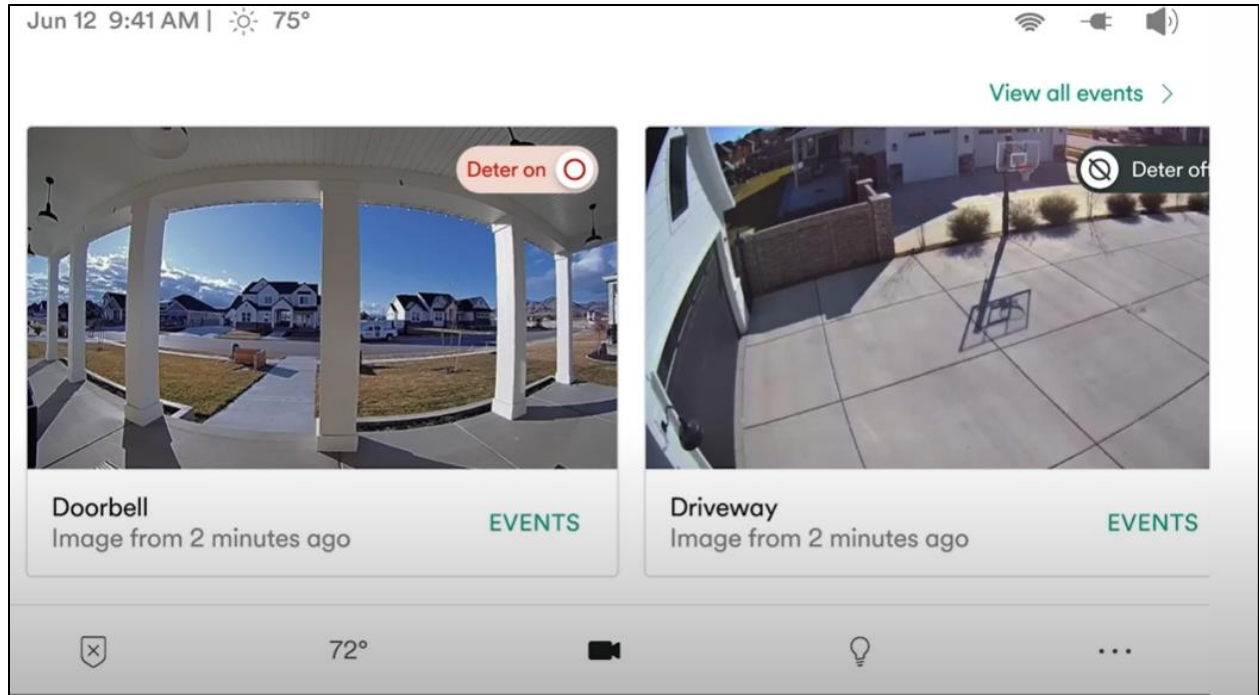 Jun 12 9:41 AM | 75°
View all events >
Deter on
Deter off
Doorbell
Image from 2 minutes ago
EVENTS
Driveway
Image from 2 minutes ago
EVENTS
72°